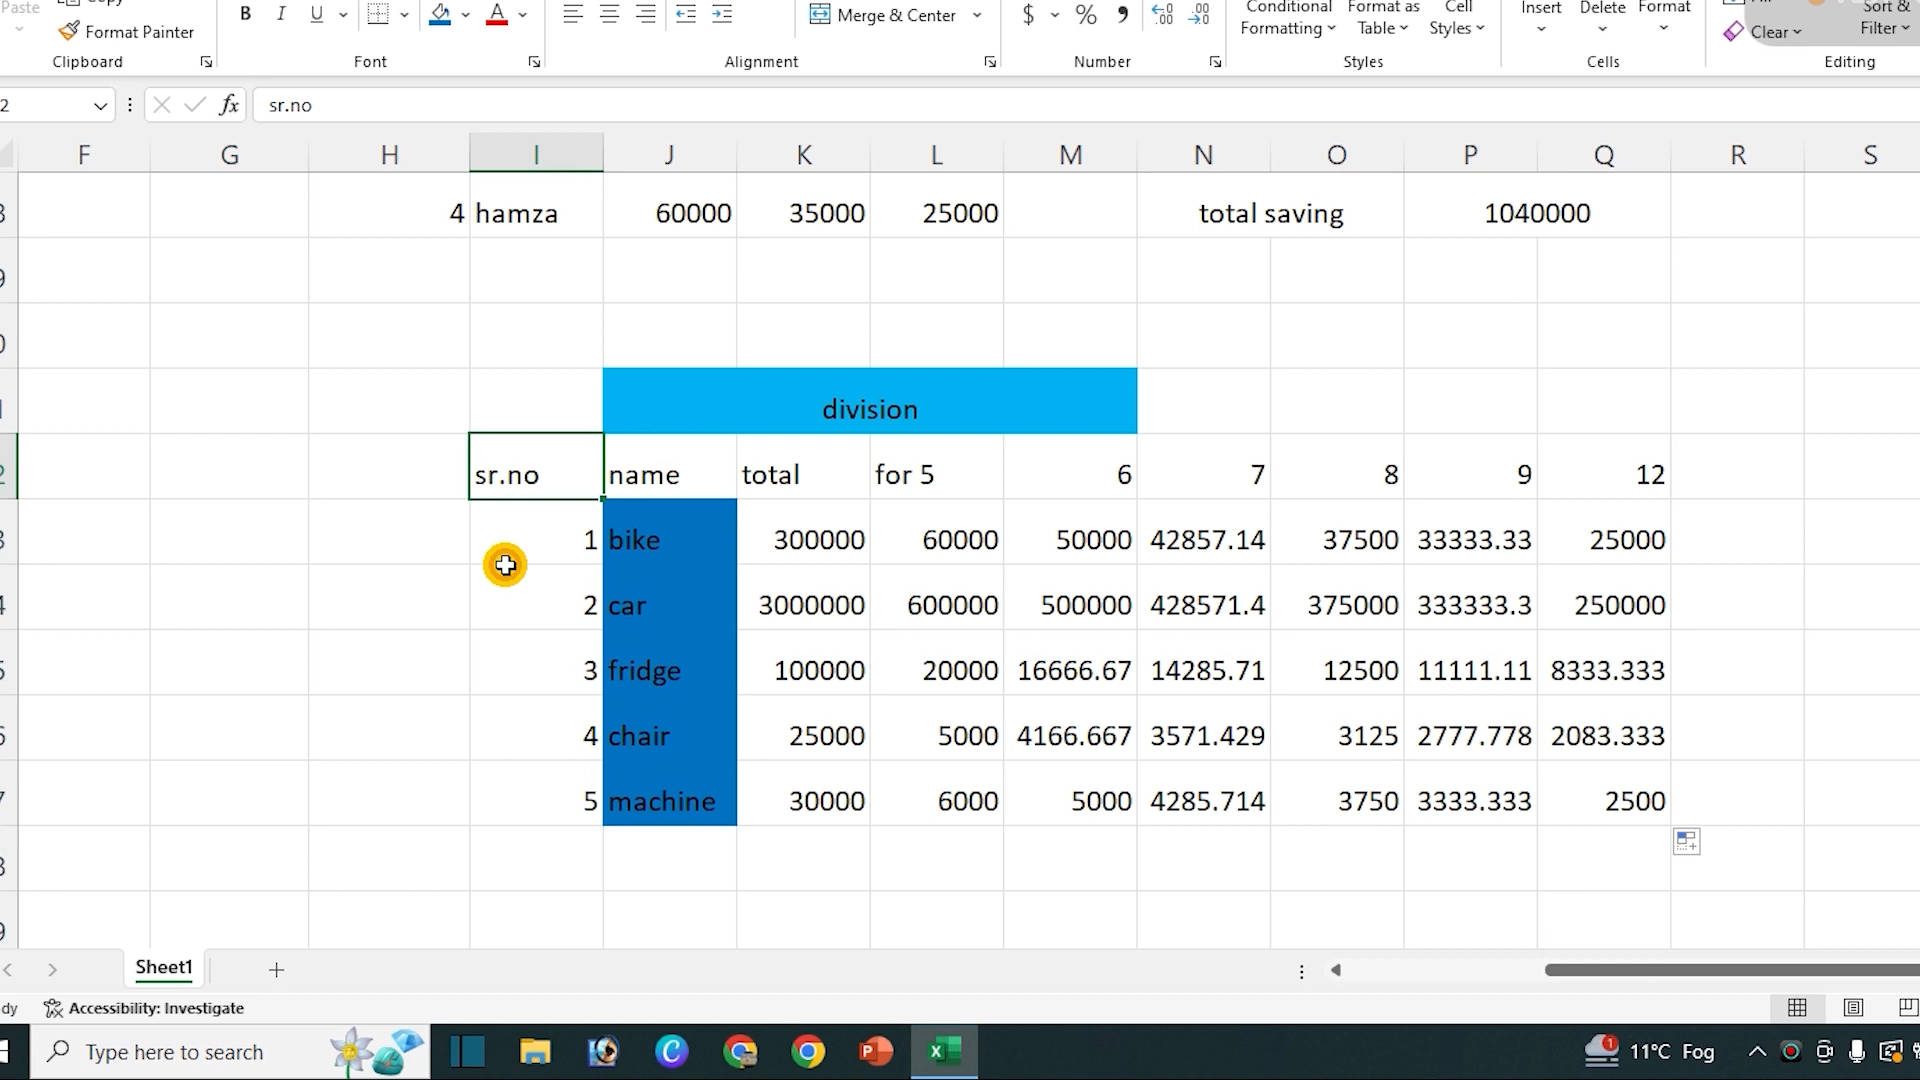 Paste Copy
Format Painter
Clipboard
B I U A
Font
Merge & Center
Alignment
$ % 9
Number
Conditional Formatting
Format as Table
Cell Styles
Styles
Insert Delete Format
Cells
Clear
Sort & Filter
Editing
2 fx sr.no
F G H I J K L M N O P Q R S
4 hamza 60000 35000 25000 total saving 1040000
division
sr.no name total for 5 6 7 8 9 12
1 bike 300000 60000 50000 42857.14 37500 33333.33 25000
2 car 3000000 600000 500000 428571.4 375000 333333.3 250000
3 fridge 100000 20000 16666.67 14285.71 12500 11111.11 8333.333
4 chair 25000 5000 4166.667 3571.429 3125 2777.778 2083.333
5 machine 30000 6000 5000 4285.714 3750 3333.333 2500
Sheet1
Accessibility: Investigate
Type here to search
11°C Fog